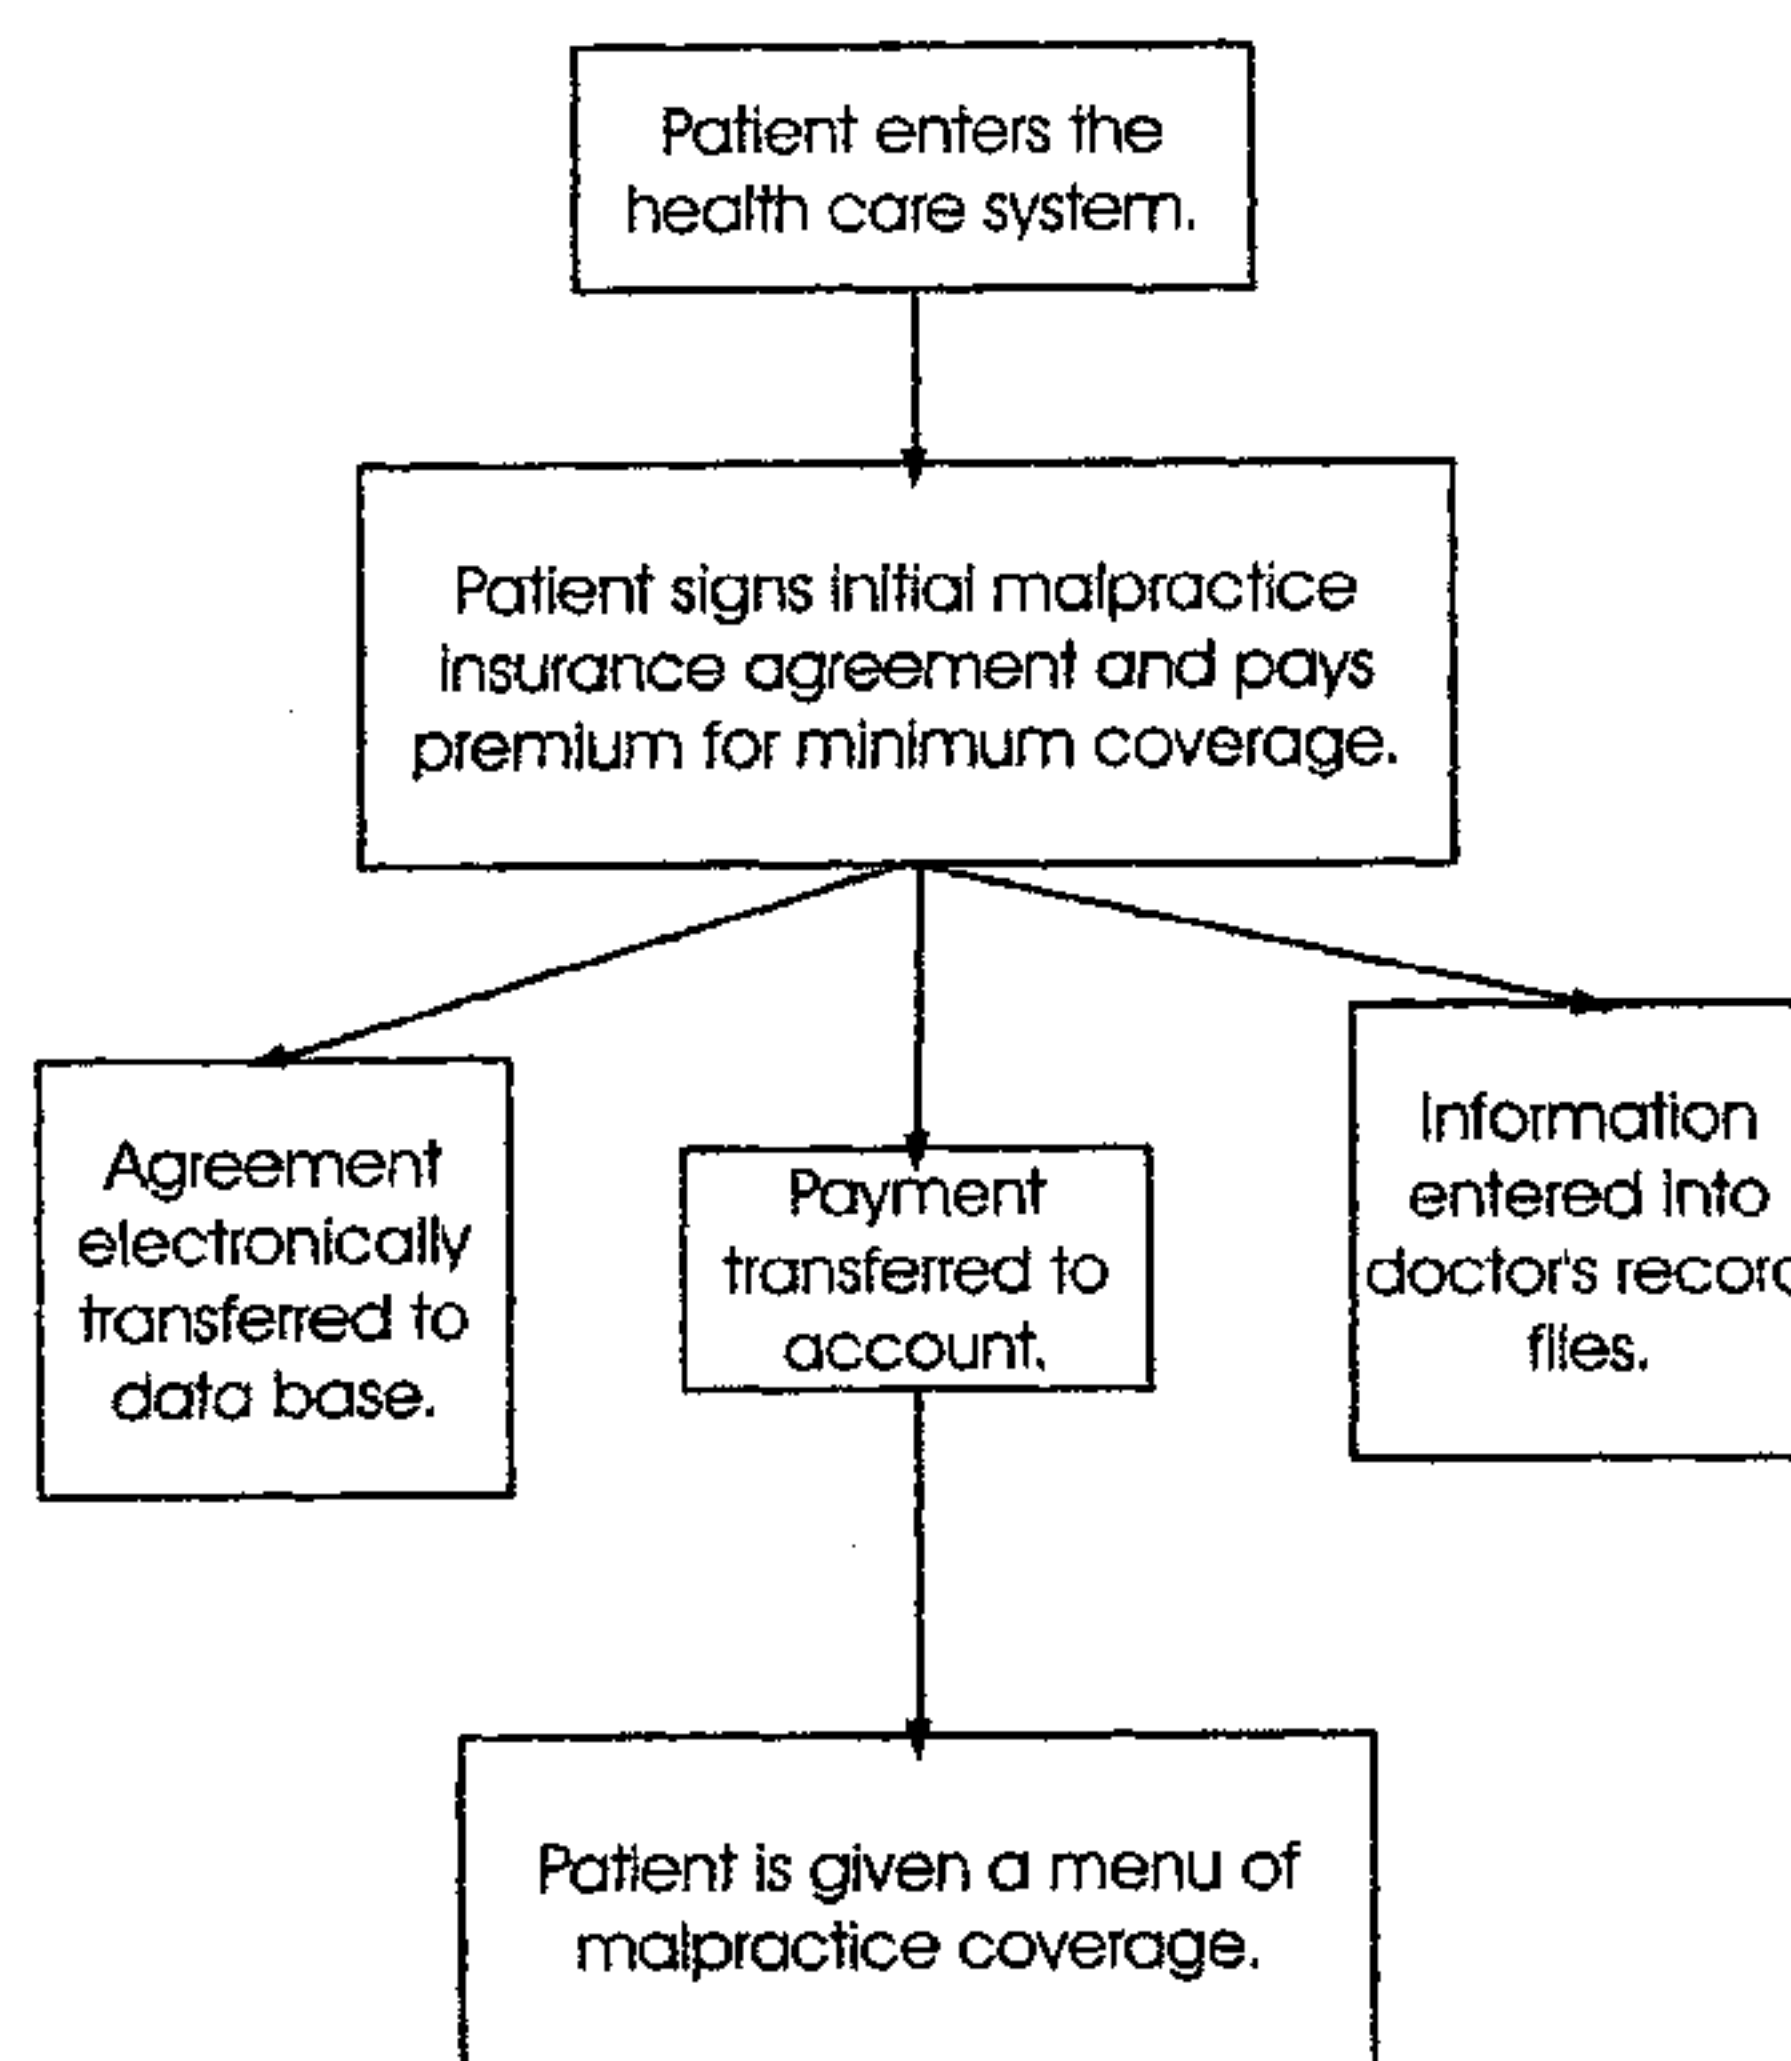 Patient enters the
health care system.
Patient signs initial malpractice
insurance agreement and pays
premium for minimum coverage.
Agreement
electronically
transferred to
data base.
Payment
transferred to
account.
Information
entered into
doctor's
files.
Patient is given a menu of
malpractice coverage.